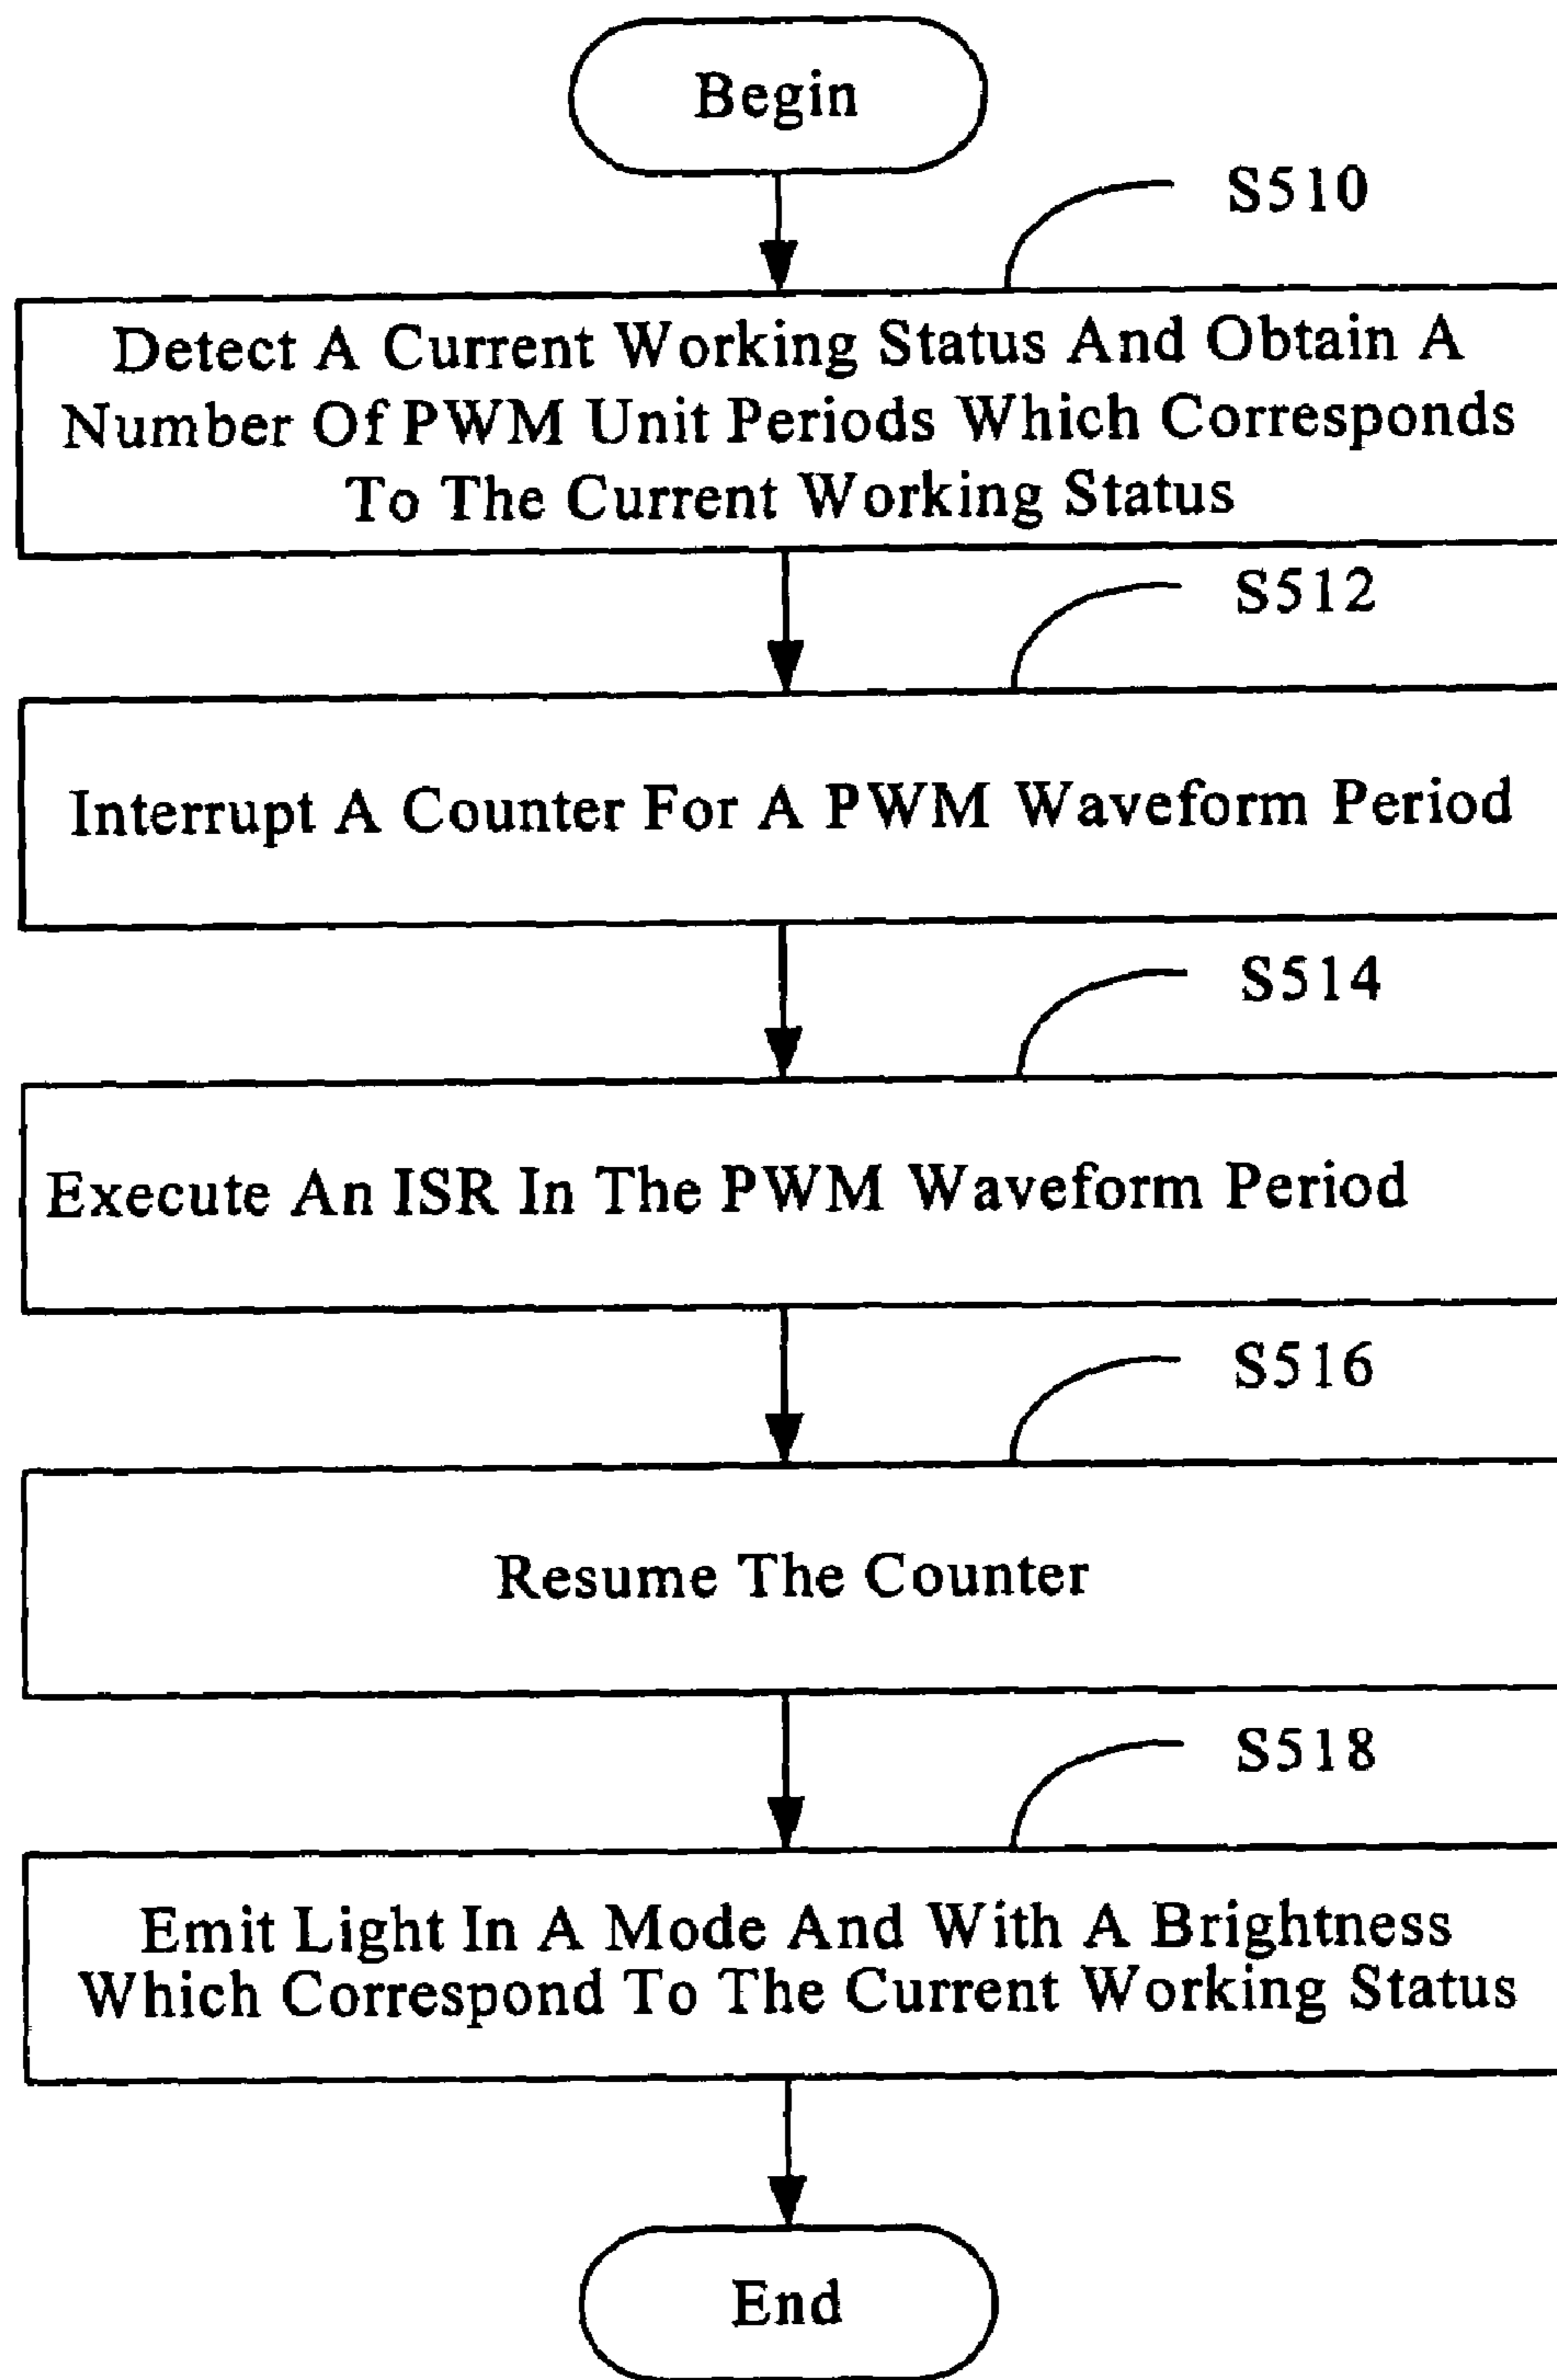 Begin
S510
Detect A Current Working Status And Obtain A
Number Of PWM Unit Periods Which Corresponds
To The Current Working Status
S512
Interrupt A Counter For A PWM Waveform Period
S514
Execute An ISR In The PWM Waveform Period
S516
Resume The Counter
S518
Emit Light In A Mode And With A Brightness
Which Correspond To The Current Working Status
End